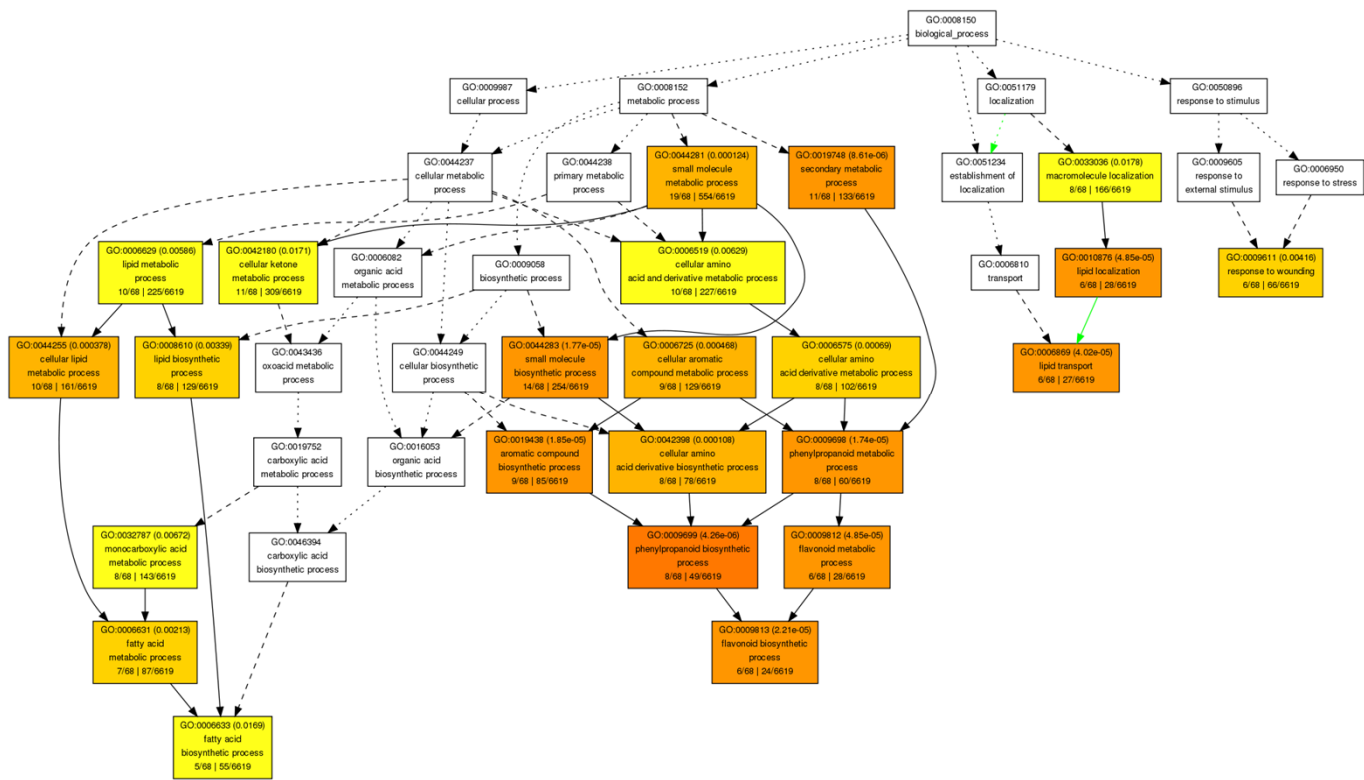 GO:0008150
biological_process
GO:0009987
cellular process
GO:0008152
metabolic process
GO:0051179
localization
GO:0050896
response to stimulus
GO:0044237
cellular metabolic
process
GO:0044238
primary metabolic
process
GO:0044281 (0.000124)
small molecule
metabolic process
19/68 | 554/6619
GO:0019748 (8.61e-06)
secondary metabolic
process
11/68 | 133/6619
GO:0051234
establishment of
localization
GO:0033036 (0.0178)
macromolecule localization
8/68 | 166/6619
GO:0009605
response to
external stimulus
GO:0006950
response to stress
GO:0006629 (0.00586)
lipid metabolic
process
10/68 | 225/6619
GO:0042180 (0.0171)
cellular ketone
metabolic process
11/68 | 309/6619
GO:0006082
organic acid
metabolic process
GO:0009058
biosynthetic process
GO:0006519 (0.00629)
cellular amino
acid and derivative metabolic process
10/68 | 227/6619
GO:0006810
transport
GO:0010876 (4.85e-05)
lipid localization
6/68 | 28/6619
GO:0009611 (0.00416)
response to wounding
6/68 | 66/6619
GO:0044255 (0.000378)
cellular lipid
metabolic process
10/68 | 161/6619
GO:0008610 (0.00339)
lipid biosynthetic
process
8/68 | 129/6619
GO:0043436
oxoacid metabolic
process
GO:0044249
cellular biosynthetic
process
GO:0044283 (1.77e-05)
small molecule
biosynthetic process
14/68 | 254/6619
GO:0006725 (0.000468)
cellular aromatic
compound metabolic process
9/68 | 129/6619
GO:0006575 (0.00069)
cellular amino
acid derivative metabolic process
8/68 | 102/6619
GO:0006869 (4.02e-05)
lipid transport
6/68 | 27/6619
GO:0019752
carboxylic acid
metabolic process
GO:0016053
organic acid
biosynthetic process
GO:0019438 (1.85e-05)
aromatic compound
biosynthetic process
9/68 | 85/6619
GO:0042398 (0.000108)
cellular amino
acid derivative biosynthetic process
8/68 | 78/6619
GO:0009698 (1.74e-05)
phenylpropanoid metabolic
process
8/68 | 60/6619
GO:0032787 (0.00672)
monocarboxylic acid
metabolic process
8/68 | 143/6619
GO:0046394
carboxylic acid
biosynthetic process
GO:0009699 (4.26e-06)
phenylpropanoid biosynthetic
process
8/68 | 49/6619
GO:0009812 (4.85e-05)
flavonoid metabolic
process
6/68 | 28/6619
GO:0006631 (0.00213)
fatty acid
metabolic process
7/68 | 87/6619
GO:0009813 (2.21e-05)
flavonoid biosynthetic
process
6/68 | 24/6619
GO:0006633 (0.0169)
fatty acid
biosynthetic process
5/68 | 55/6619